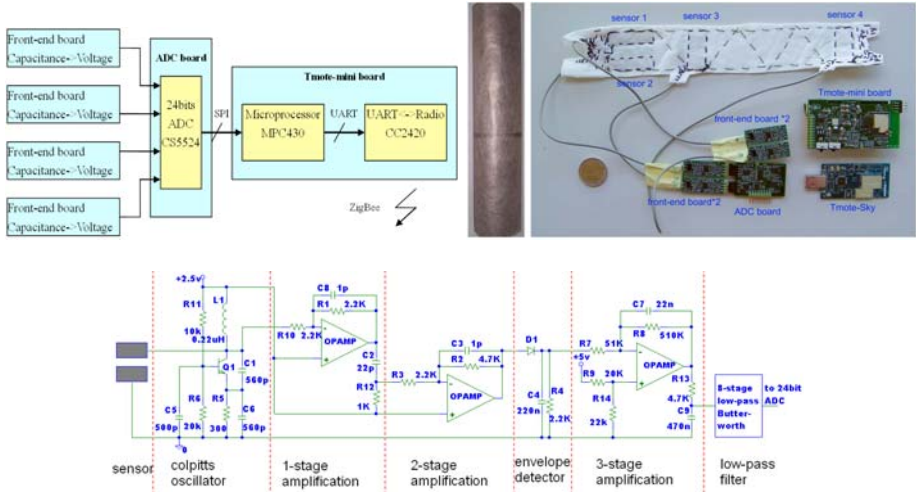 Front-end board
Capacitance->Voltage
Front-end board
Capacitance->Voltage
Front-end board
Capacitance->Voltage
Front-end board
Capacitance->Voltage
ADC board
24bits
ADC
CS5524
SPI
Tmote-mini board
Microprocessor
MPC430
UART
UART<->Radio
CC2420
ZigBee
sensor 1
sensor 3
sensor 4
sensor 2
Tmote-mini board
front-end board *2
front-end board*2
ADC board
Tmote-Sky
+2.5v
R11
10k
L1
0.22uH
Q1
C1
560p
C5
500p
R6
20k
R5
300
C6
560p
0
C8 1p
R1 2.2K
R10 2.2K
OPAMP
C2
22p
R12
1K
C3 1p
R2 4.7K
R3 2.2K
OPAMP
D1
C4
220n
R4
2.2K
C7 22n
R8 510K
R7 51K
+5v
R9 20K
R14
22k
OPAMP
R13
4.7K
C9
470n
8-stage
low-pass
Butter-
worth
to 24bit
ADC
sensor
colpitts
oscillator
1-stage
amplification
2-stage
amplification
envelope
detector
3-stage
amplification
low-pass
filter